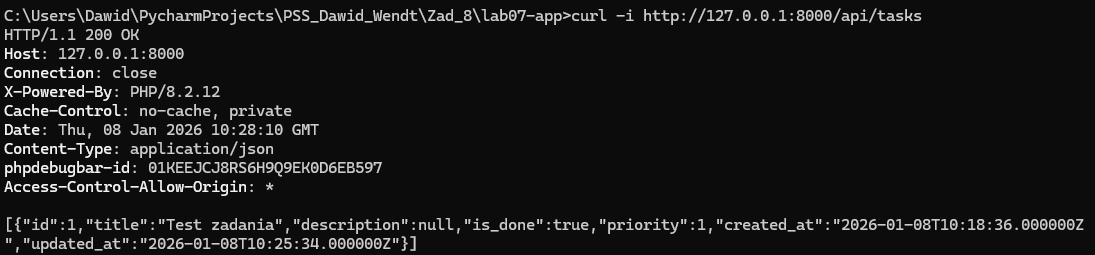 C:\Users\Dawid\PycharmProjects\PSS_Dawid_Wendt\Zad_8\lab07-app>curl -i http://127.0.0.1:8000/api/tasks
HTTP/1.1 200 OK
Host: 127.0.0.1:8000
Connection: close
X-Powered-By: PHP/8.2.12
Cache-Control: no-cache, private
Date: Thu, 08 Jan 2026 10:28:10 GMT
Content-Type: application/json
phpdebugbar-id: 01KEEJCJ8RS6H9Q9EK0D6EB597
Access-Control-Allow-Origin: *
[{"id":1,"title":"Test zadania","description":null,"is_done":true,"priority":1,"created_at":"2026-01-08T10:18:36.000000Z
","updated_at":"2026-01-08T10:25:34.000000Z"}]